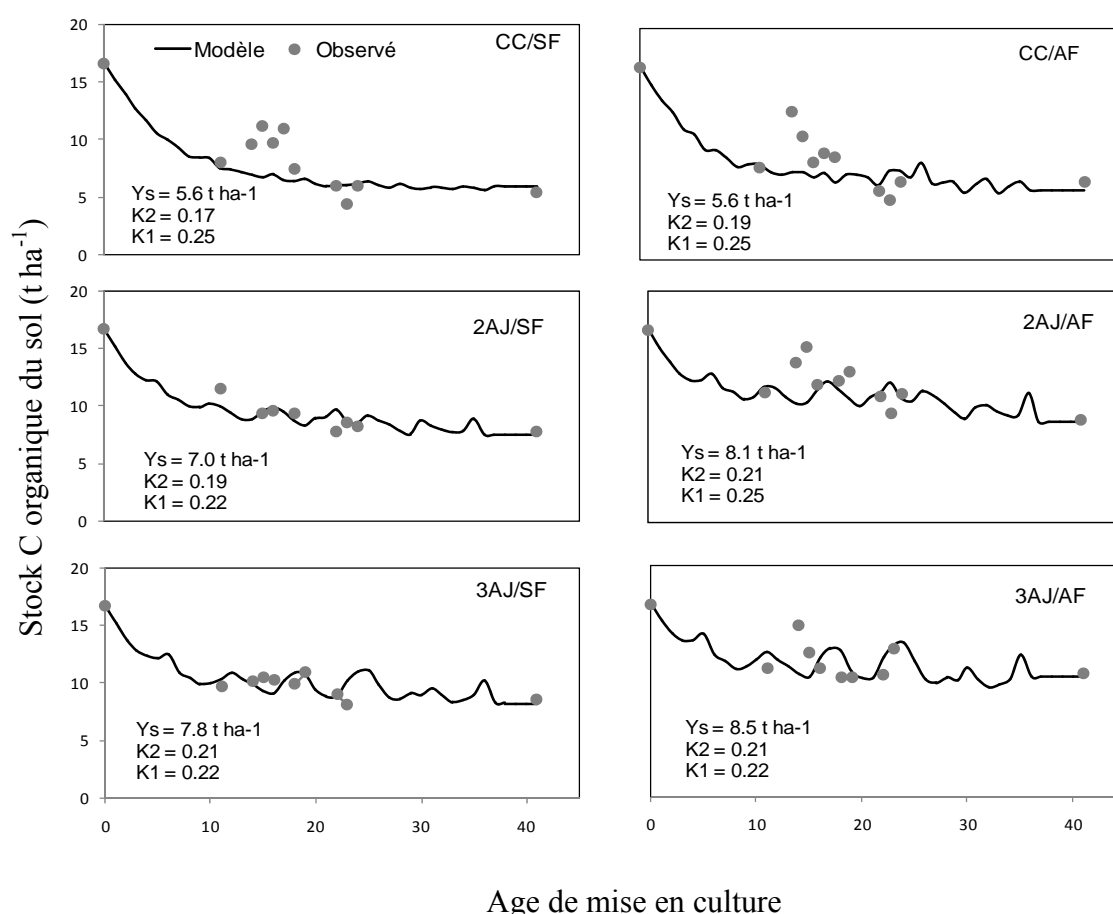 Stock C organique du sol (t ha-1)
20
15
10
5
0
Modèle Observé
CC/SF
Ys = 5.6 t ha-1
K2 = 0.17
K1 = 0.25
CC/AF
Ys = 5.6 t ha-1
K2 = 0.19
K1 = 0.25
20
15
10
5
0
2AJ/SF
Ys = 7.0 t ha-1
K2 = 0.19
K1 = 0.22
2AJ/AF
Ys = 8.1 t ha-1
K2 = 0.21
K1 = 0.25
20
15
10
5
0
3AJ/SF
Ys = 7.8 t ha-1
K2 = 0.21
K1 = 0.22
3AJ/AF
Ys = 8.5 t ha-1
K2 = 0.21
K1 = 0.22
0 10 20 30 40
0 10 20 30 40
Age de mise en culture